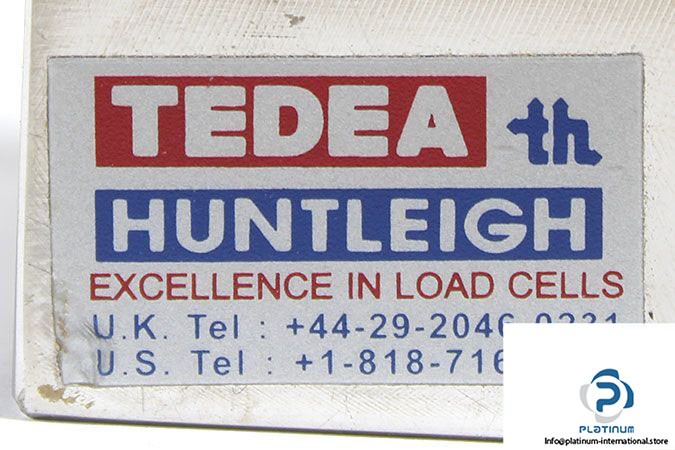 TEDEA th
HUNTLEIGH
EXCELLENCE IN LOAD CELLS
U.K. Tel : +44-29-2046
U.S. Tel : +1-818-716
PLATINUM
Info@platinum-international.store